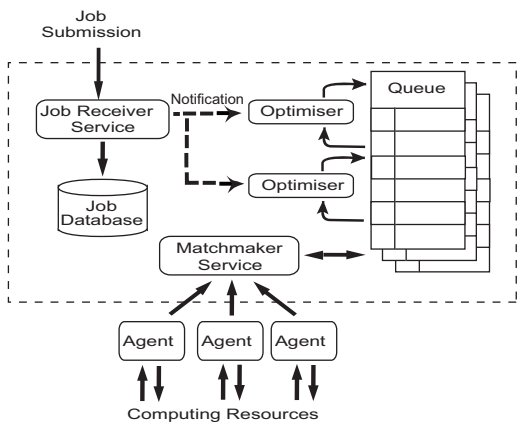 Job
Submission
Job Receiver
Service
Notification
Optimiser
Queue
Job
Database
Optimiser
Matchmaker
Service
Agent
Agent
Agent
Computing Resources